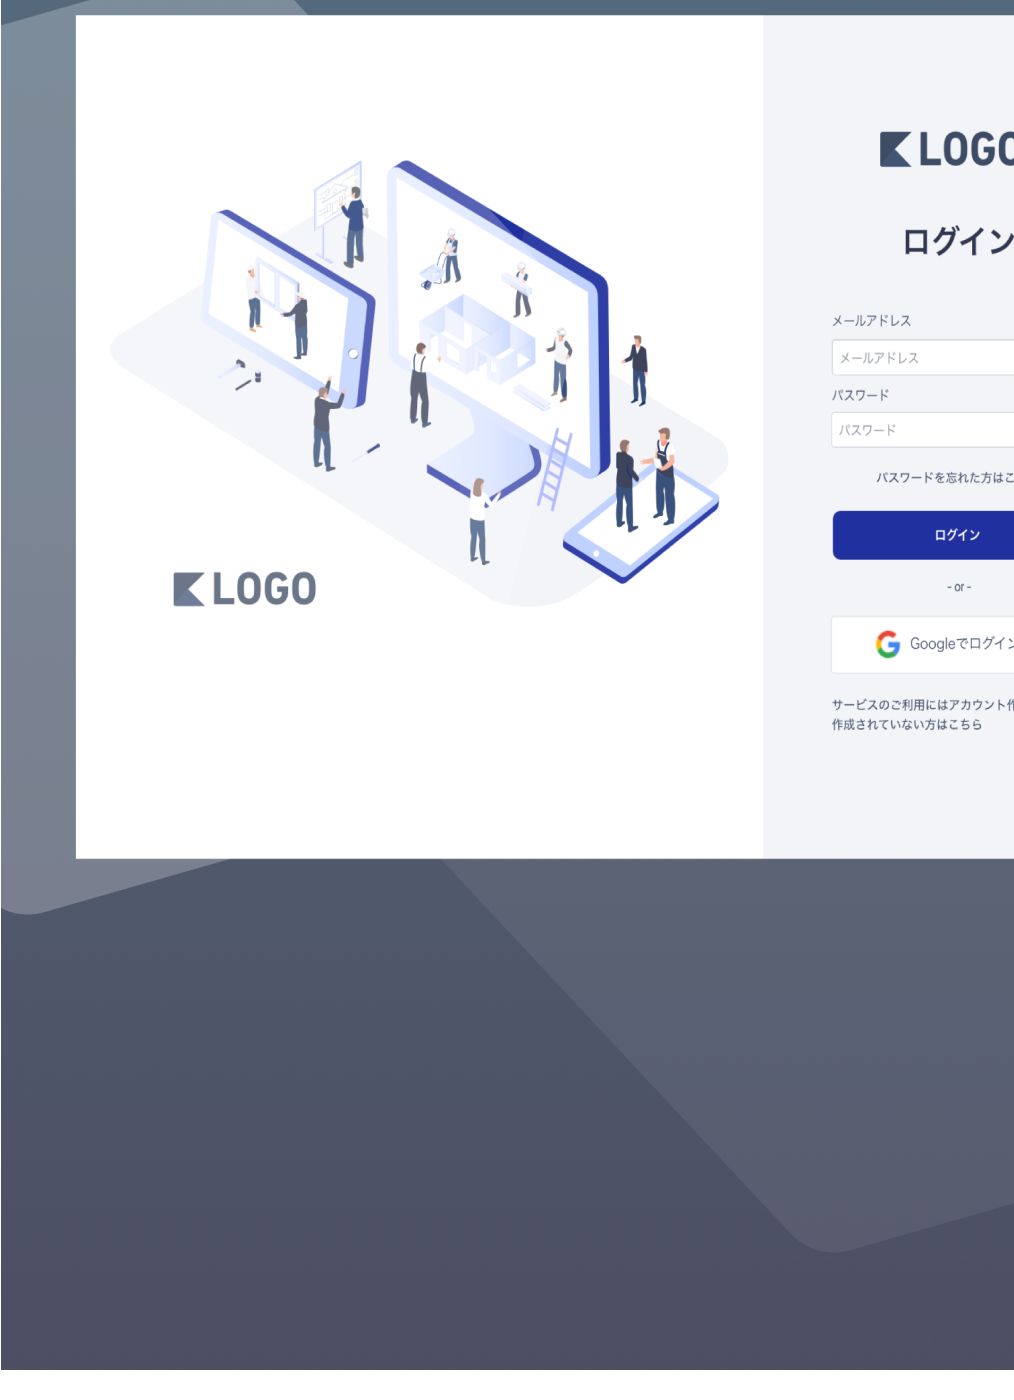 LOGO
LOGO
ログイン
メールアドレス
メールアドレス
パスワード
パスワード
パスワードを忘れた方はこ
ログイン
- or -
Googleでログイン
サービスのご利用にはアカウント作
作成されていない方はこちら